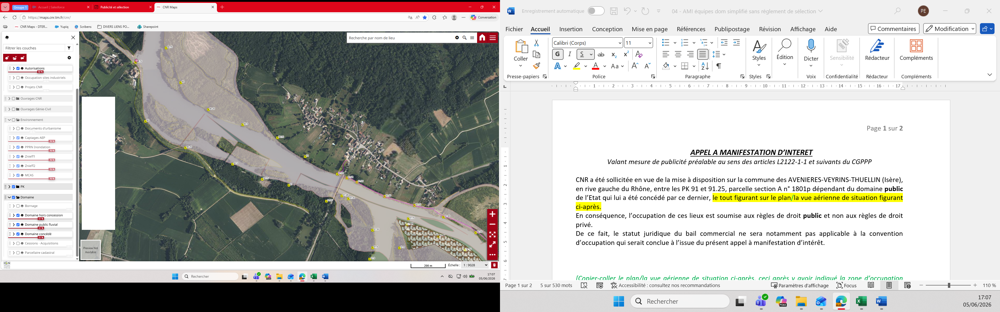 Groupe 1
Accueil | Salesforce
Publicité et sélection
CNR Maps
https://maps.cnr.tm.fr/cnr/
Conversation
CNR Maps - DTER...
Yupiq
Scribens
DIVERS LIENS PO...
Sharepoint
Filtrer les couches
Autorisations
50 %
Occupation sites industriels
Projets CNR
Ouvrages CNR
Ouvrages Génie-Civil
Environnement
Documents d'urbanisme
Captages AEP
70 %
PPRN Inondation
70 %
Znieff1
70 %
Znieff2
70 %
MCAS
70 %
PK
Domaine
Bornage
Domaine hors concession
51 %
Domaine public fluvial
51 %
Domaine concédé
51 %
Cessions - Acquisitions
Parcellaire cadastral
IGN
Recherche par nom de lieu
Preview Not
Available
200 m
Échelle :
1 : 9028
Rechercher
17:07
05/06/2026
Enregistrement automatique
04 - AMI équipes dom simplifié sans règlement de sélection
PE
Fichier
Accueil
Insertion
Conception
Mise en page
Références
Publipostage
Révision
Affichage
Aide
Commentaires
Modification
Coller
Presse-papiers
Calibri (Corps)
11
Police
Paragraphe
Styles
Styles
Édition
Dicter
Voix
Sensibilité
Confidentialité
Rédacteur
Rédacteur
Compléments
Compléments
Page 1 sur 2
APPEL A MANIFESTATION D’INTERET
Valant mesure de publicité préalable au sens des articles L2122-1-1 et suivants du CGPPP
CNR a été sollicitée en vue de la mise à disposition sur la commune des AVENIERES-VEYRINS-THUELLIN (Isère),
en rive gauche du Rhône, entre les PK 91 et 91.25, parcelle section A n° 1801p dépendant du domaine public
de l’Etat qui lui a été concédé par ce dernier, le tout figurant sur le plan/la vue aérienne de situation figurant
ci-après.
En conséquence, l’occupation de ces lieux est soumise aux règles de droit public et non aux règles de droit
privé.
De ce fait, le statut juridique du bail commercial ne sera notamment pas applicable à la convention
d’occupation qui serait conclue à l’issue du présent appel à manifestation d’intérêt.
[Copier-coller le plan/la vue aérienne de situation ci-après, ceci après y avoir indiqué la zone d’occupation
Page 1 sur 2
5 sur 530 mots
Accessibilité : consultez nos recommandations
Paramètres d'affichage
Focus
110 %
Rechercher
17:07
05/06/2026